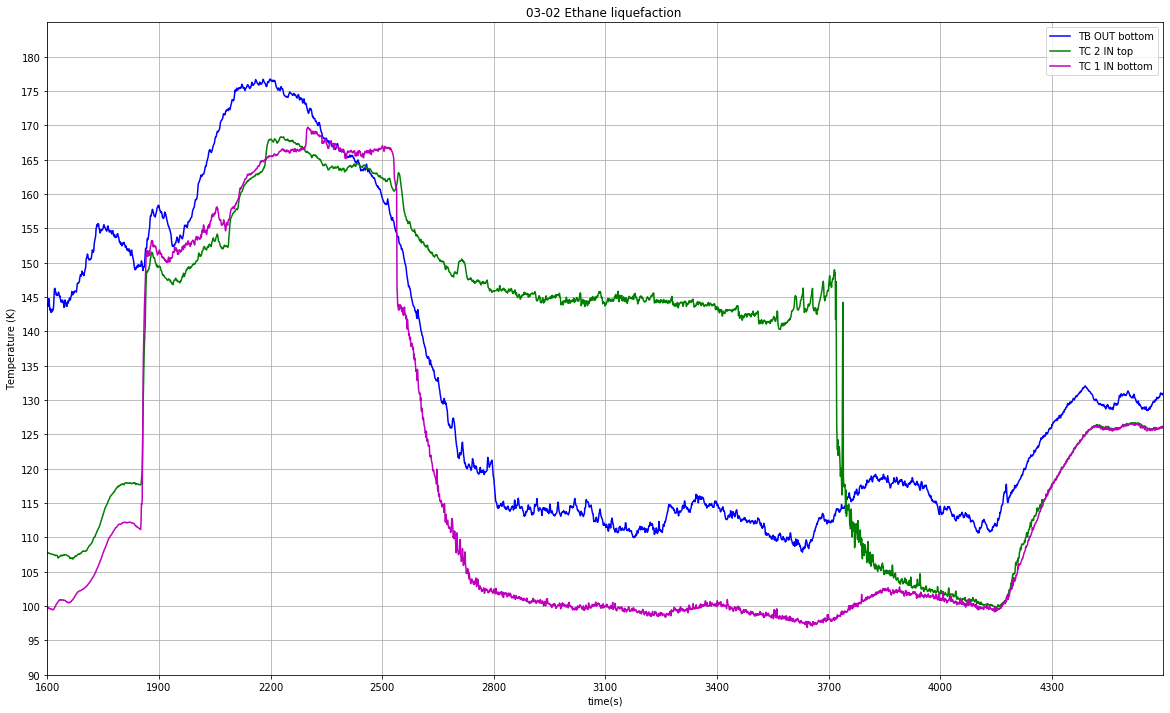 03-02 Ethane liquefaction
TB OUT bottom
TC 2 IN top
TC 1 IN bottom
Temperature (K)
180
175
170
165
160
155
150
145
140
135
130
125
120
115
110
105
100
95
90
1600 1900 2200 2500 2800 3100 3400 3700 4000 4300
time(s)